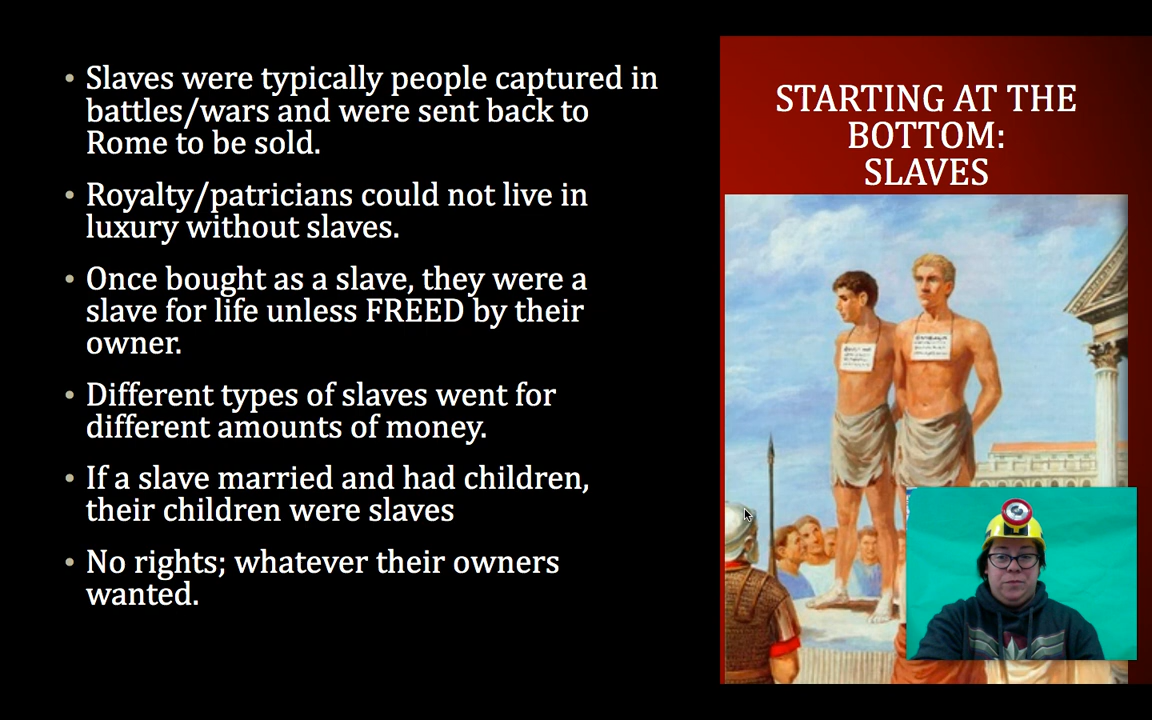 • Slaves were typically people captured in
battles/wars and were sent back to
Rome to be sold.
• Royalty/patricians could not live in
luxury without slaves.
• Once bought as a slave, they were a
slave for life unless FREED by their
owner.
• Different types of slaves went for
different amounts of money.
• If a slave married and had children,
their children were slaves
• No rights; whatever their owners
wanted.
STARTING AT THE
BOTTOM:
SLAVES